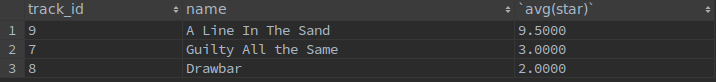 track_id name `avg(star)`
1 9 A Line In The Sand 9.5000
2 7 Guilty All the Same 3.0000
3 8 Drawbar 2.0000